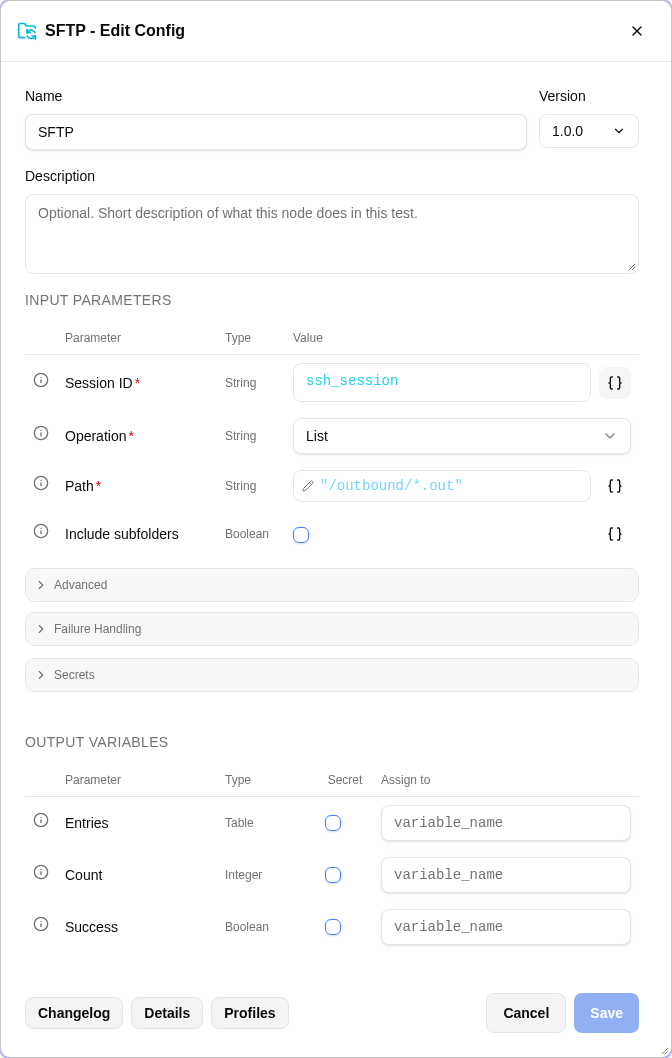 SFTP - Edit Config
Name
Version
SFTP
1.0.0
Description
Optional. Short description of what this node does in this test.
INPUT PARAMETERS
Parameter Type Value
Session ID* String ssh_session {}
Operation* String List
Path* String "/outbound/*.out" {}
Include subfolders Boolean {}
Advanced
Failure Handling
Secrets
OUTPUT VARIABLES
Parameter Type Secret Assign to
Entries Table variable_name
Count Integer variable_name
Success Boolean variable_name
Changelog Details Profiles Cancel Save